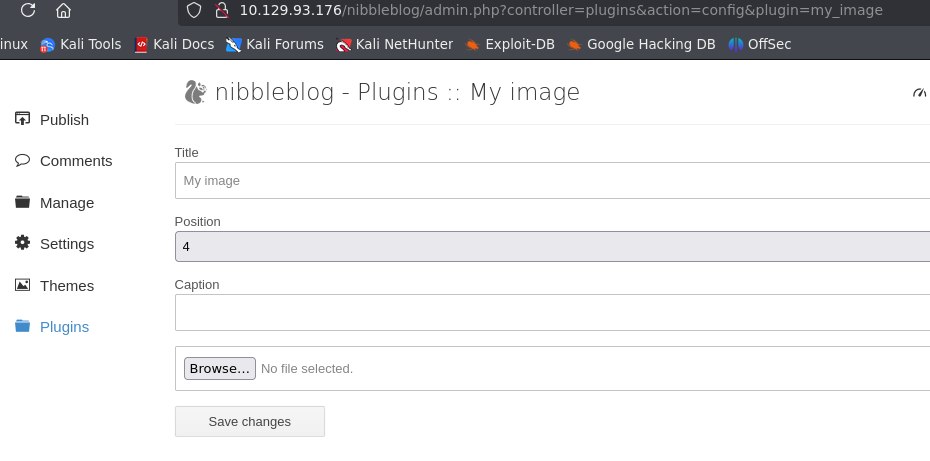 10.129.93.176/nibbleblog/admin.php?controller=plugins&action=config&plugin=my_image
inux Kali Tools Kali Docs Kali Forums Kali NetHunter Exploit-DB Google Hacking DB OffSec
nibbleblog - Plugins :: My image
Publish
Comments
Manage
Settings
Themes
Plugins
Title
My image
Position
4
Caption
Browse... No file selected.
Save changes